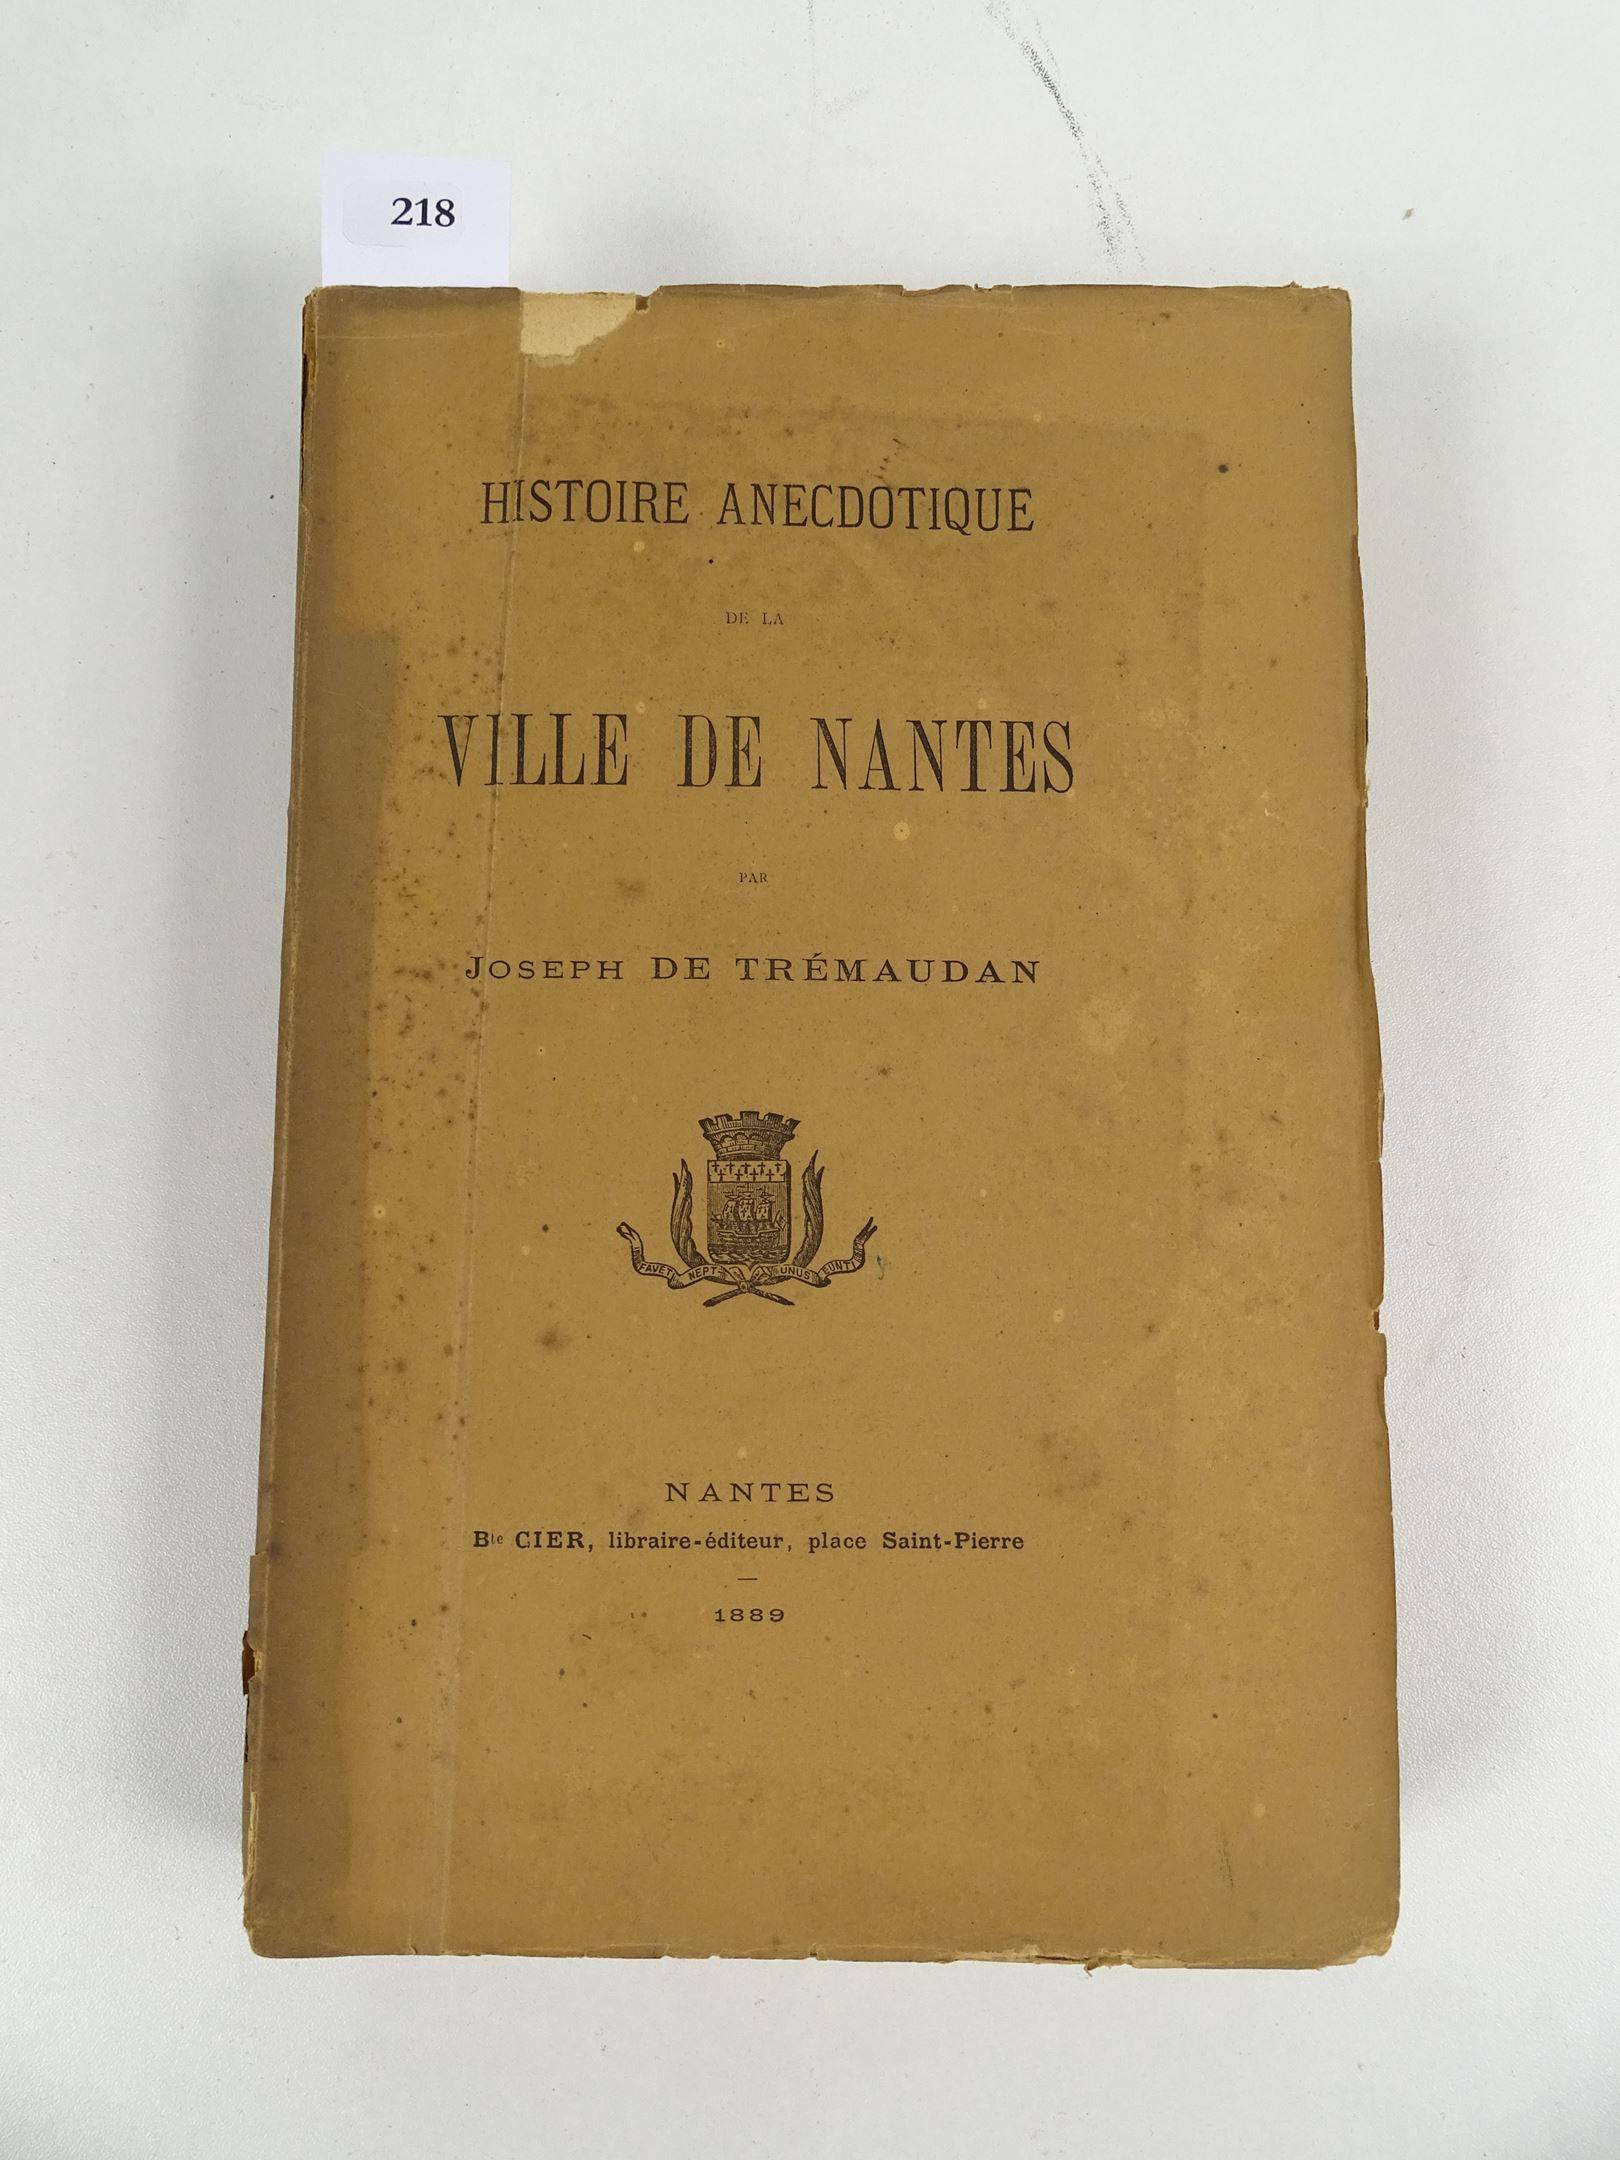 218
HISTOIRE ANECDOTIQUE
DE LA
VILLE DE NANTES
PAR
JOSEPH DE TRÉMAUDAN
FAVET NEPT- UNUS EUNT
NANTES
Bte CIER, libraire-éditeur, place Saint-Pierre
1889